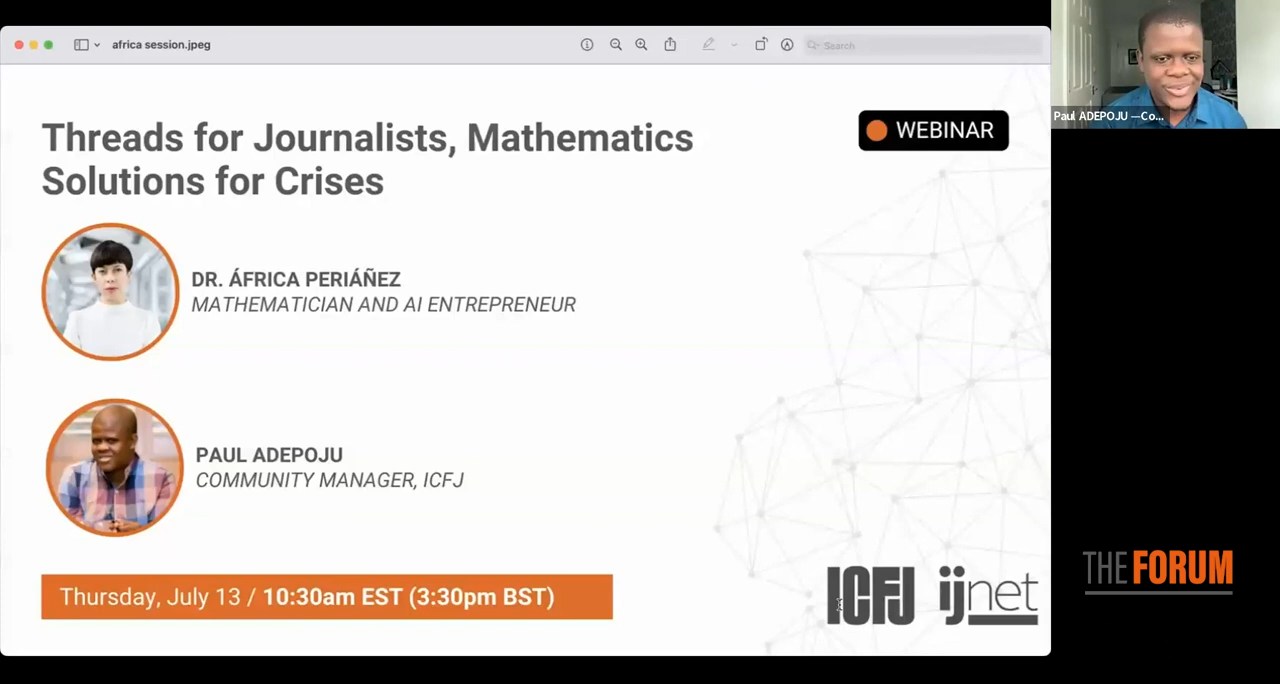 africa session.jpeg
Search
Threads for Journalists, Mathematics
Solutions for Crises
WEBINAR
DR. ÁFRICA PERIÁÑEZ
MATHEMATICIAN AND AI ENTREPRENEUR
PAUL ADEPOJU
COMMUNITY MANAGER, ICFJ
Thursday, July 13 / 10:30am EST (3:30pm BST)
ICFJ ijnet
Paul ADEPOJU —Co...
THE FORUM